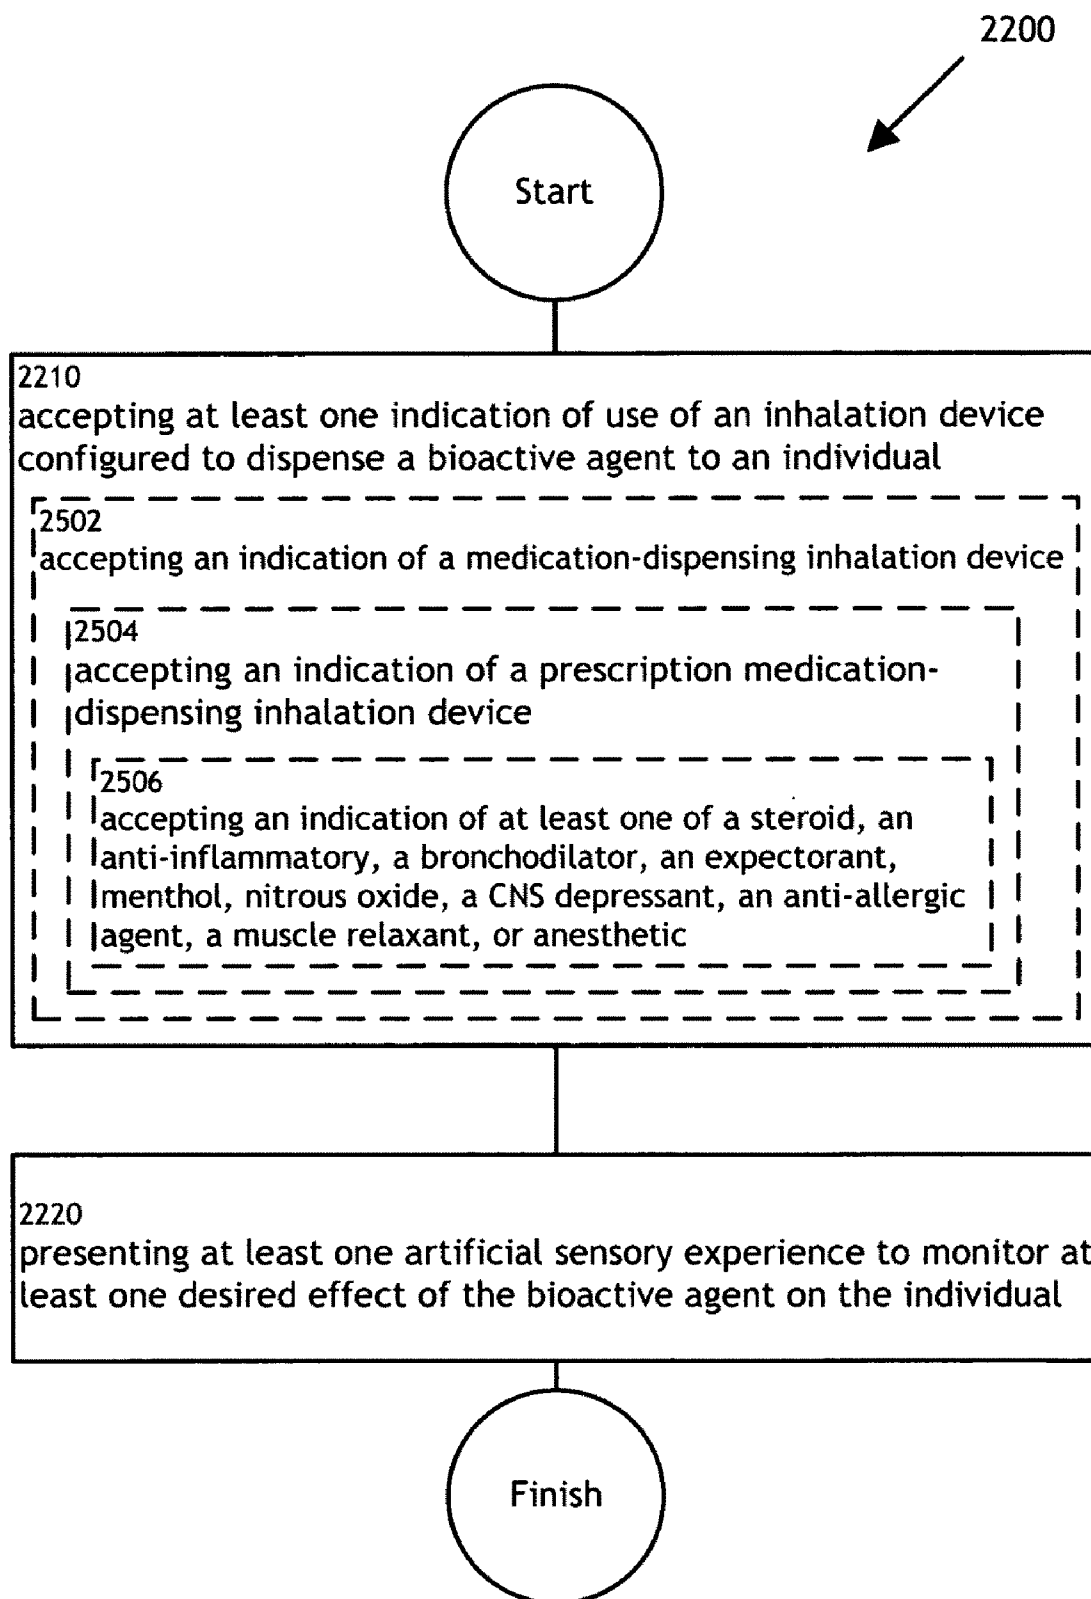 2200
Start
2210
accepting at least one indication of use of an inhalation device
configured to dispense a bioactive agent to an individual
2502
accepting an indication of a medication-dispensing inhalation device
2504
accepting an indication of a prescription medication-
dispensing inhalation device
2506
accepting an indication of at least one of a steroid, an
anti-inflammatory, a bronchodilator, an expectorant,
menthol, nitrous oxide, a CNS depressant, an anti-allergic
agent, a muscle relaxant, or anesthetic
2220
presenting at least one artificial sensory experience to monitor at
least one desired effect of the bioactive agent on the individual
Finish